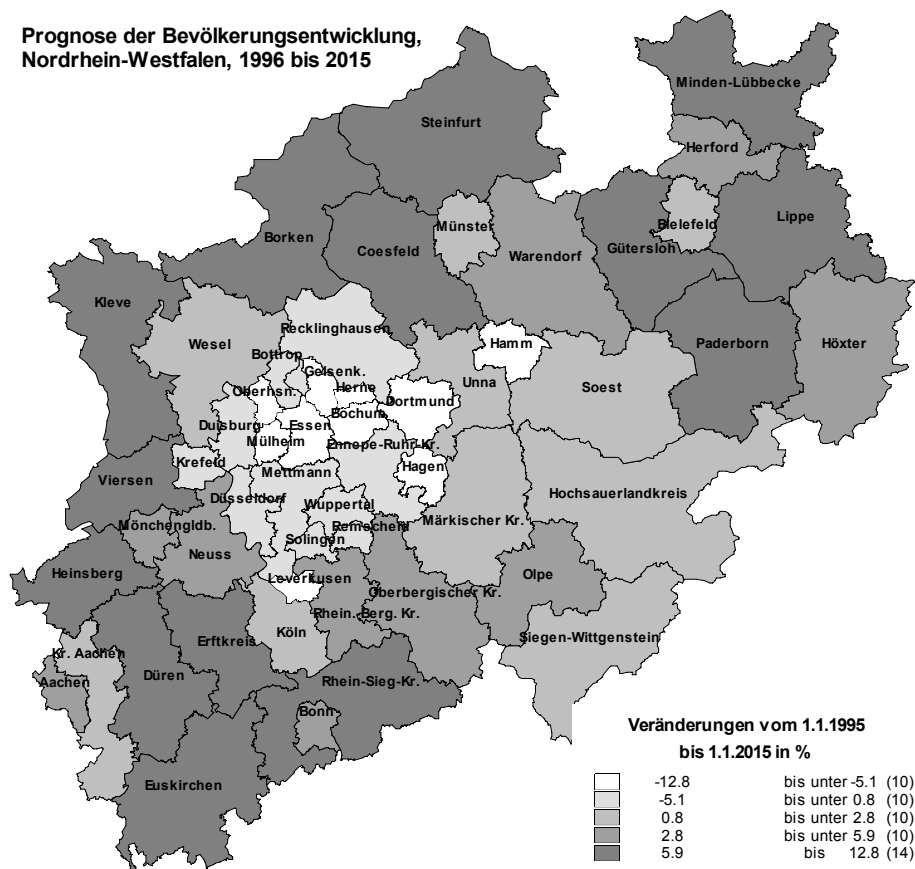 Prognose der Bevölkerungsentwicklung,
Nordrhein-Westfalen, 1996 bis 2015
Minden-Lübbecke
Steinfurt
Herford
Lippe
Münster
Bielefeld
Borken
Coesfeld
Gütersloh
Warendorf
Kleve
Recklinghausen
Wesel
Hamm
Paderborn
Höxter
Bottrop
Gelsenk.
Unna
Soest
Oberhsn.
Herne
Dortmund
Bochum
Duisburg
Essen
Mülheim
Ennepe-Ruhr-Kr.
Krefeld
Hagen
Mettmann
Viersen
Hochsauerlandkreis
Düsseldorf
Wuppertal
Märkischer Kr.
Mönchengldb.
Remscheid
Solingen
Neuss
Heinsberg
Leverkusen
Olpe
Oberbergischer Kr.
Rhein.-Berg. Kr.
Erftkreis
Köln
Siegen-Wittgenstein
Kr. Aachen
Düren
Aachen
Rhein-Sieg-Kr.
Bonn
Euskirchen
Veränderungen vom 1.1.1995
bis 1.1.2015 in %
-12.8 bis unter -5.1 (10)
-5.1 bis unter 0.8 (10)
0.8 bis unter 2.8 (10)
2.8 bis unter 5.9 (10)
5.9 bis 12.8 (14)